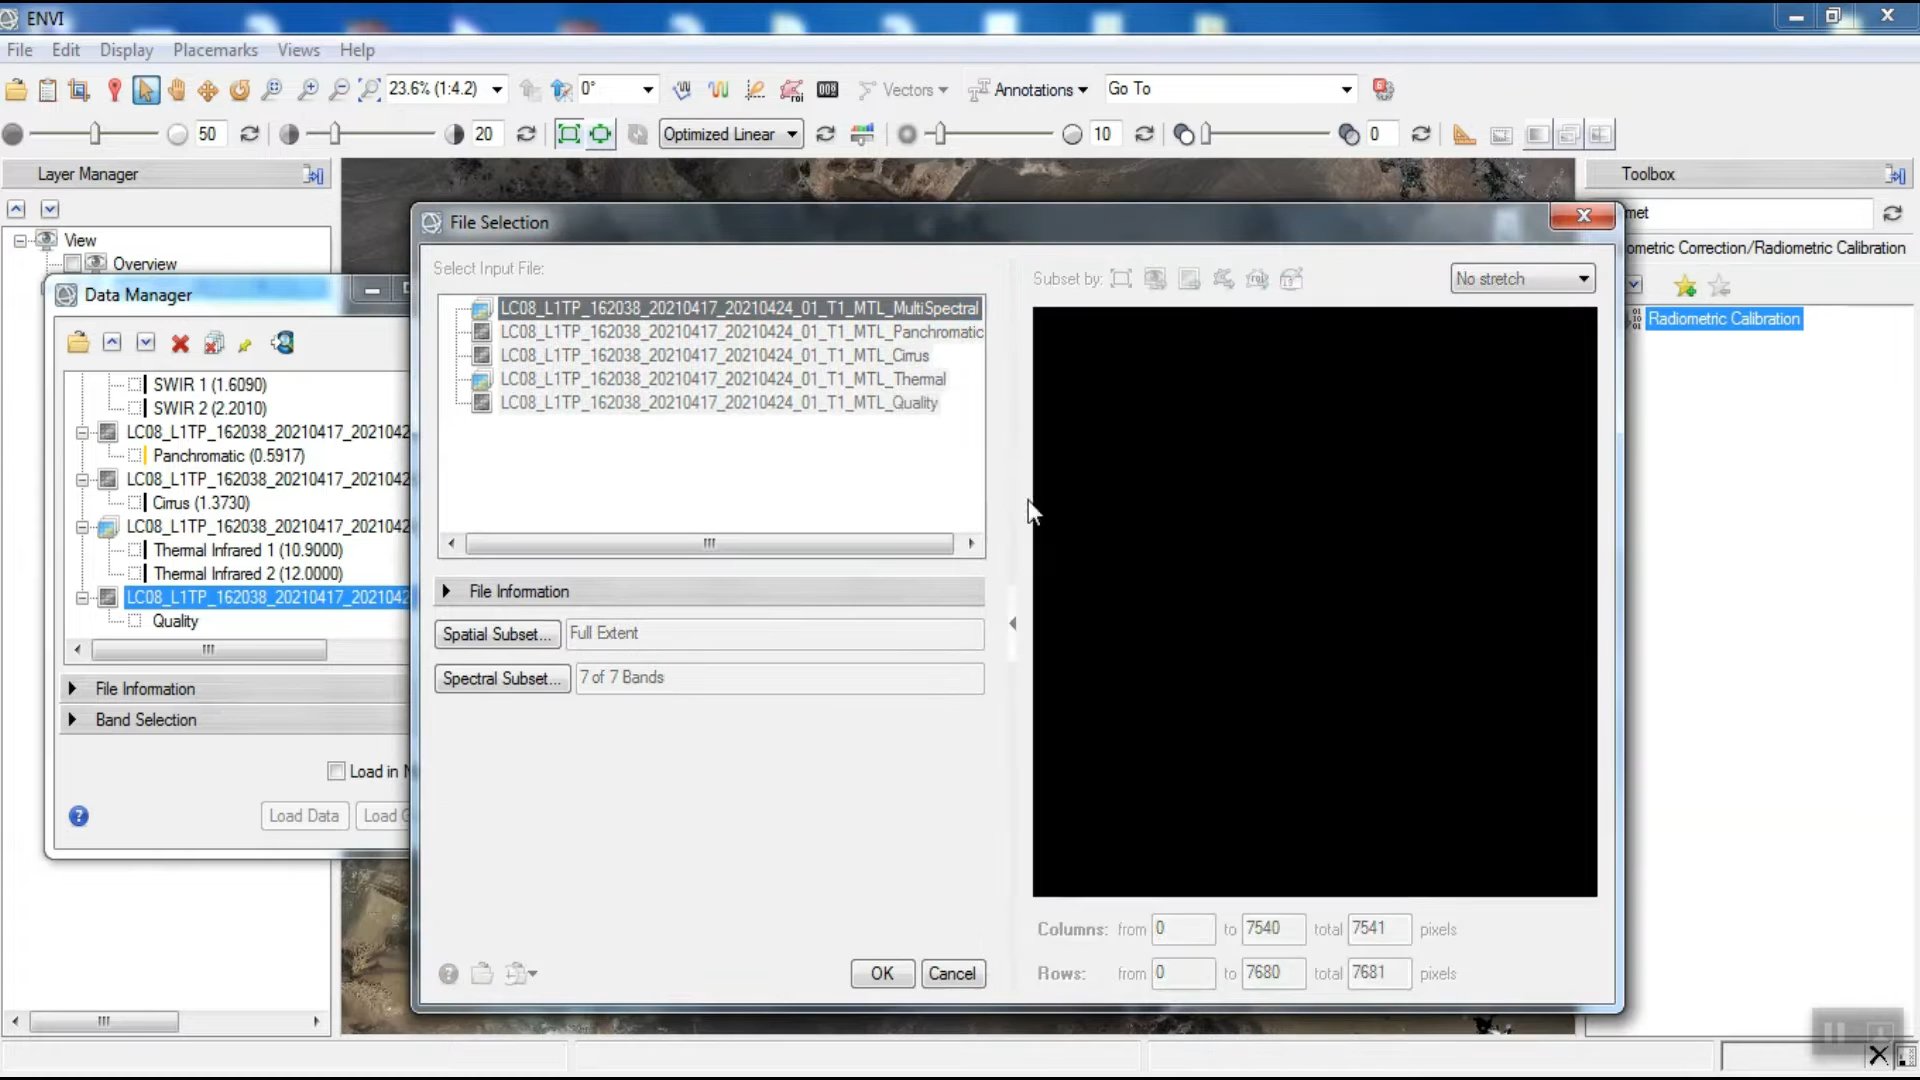 ENVI
File Edit Display Placemarks Views Help
23.6% (1:4.2) 0° Vectors Annotations Go To
50 20 Optimized Linear 10 0
Layer Manager
View
Overview
Data Manager
SWIR 1 (1.6090)
SWIR 2 (2.2010)
LC08_L1TP_162038_20210417_2021042
Panchromatic (0.5917)
LC08_L1TP_162038_20210417_2021042
Cirrus (1.3730)
LC08_L1TP_162038_20210417_2021042
Thermal Infrared 1 (10.9000)
Thermal Infrared 2 (12.0000)
LC08_L1TP_162038_20210417_2021042
Quality
File Information
Band Selection
Load in N
Load Data Load G
File Selection
Select Input File:
LC08_L1TP_162038_20210417_20210424_01_T1_MTL_MultiSpectral
LC08_L1TP_162038_20210417_20210424_01_T1_MTL_Panchromatic
LC08_L1TP_162038_20210417_20210424_01_T1_MTL_Cirrus
LC08_L1TP_162038_20210417_20210424_01_T1_MTL_Thermal
LC08_L1TP_162038_20210417_20210424_01_T1_MTL_Quality
File Information
Spatial Subset... Full Extent
Spectral Subset... 7 of 7 Bands
OK Cancel
Subset by: No stretch
Columns: from 0 to 7540 total 7541 pixels
Rows: from 0 to 7680 total 7681 pixels
Toolbox
met
ometric Correction/Radiometric Calibration
Radiometric Calibration